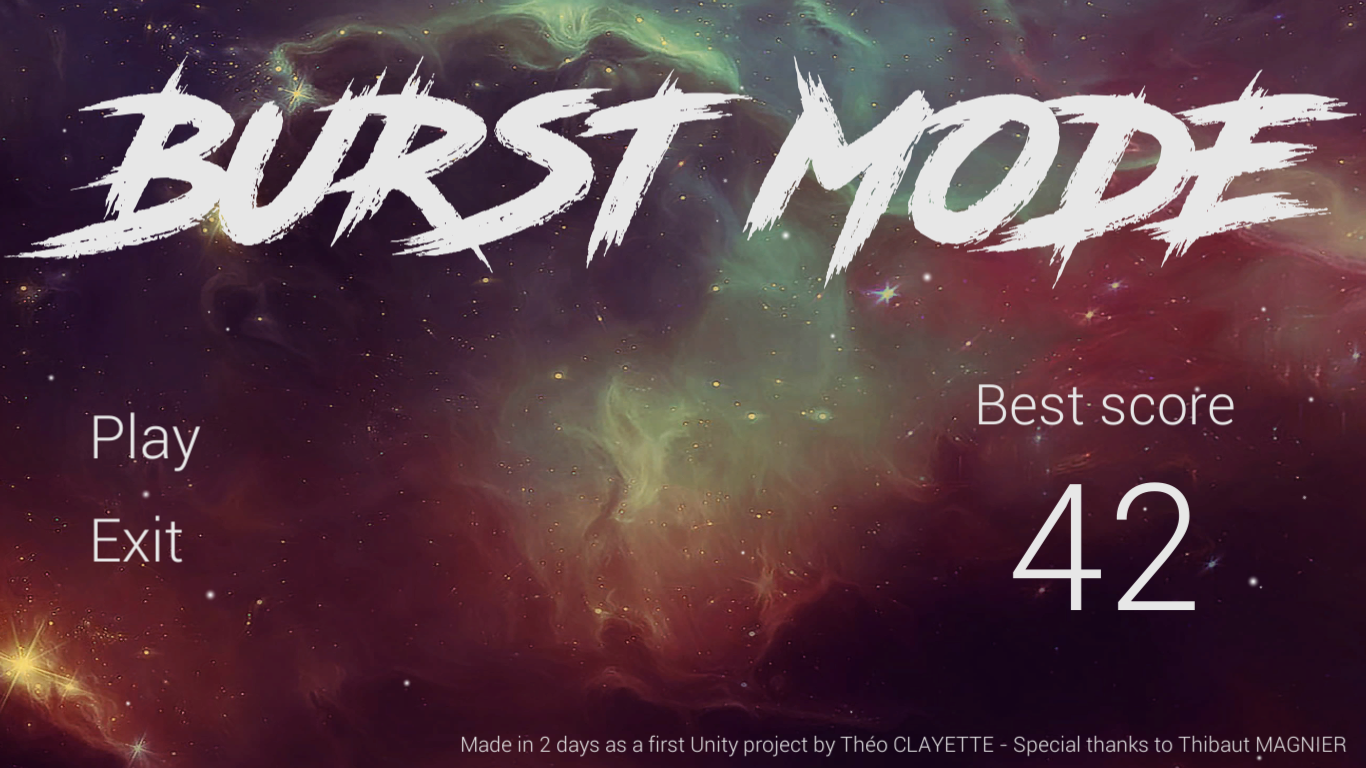 BURST MODE
Play
Exit
Best score
42
Made in 2 days as a first Unity project by Théo CLAYETTE - Special thanks to Thibaut MAGNIER